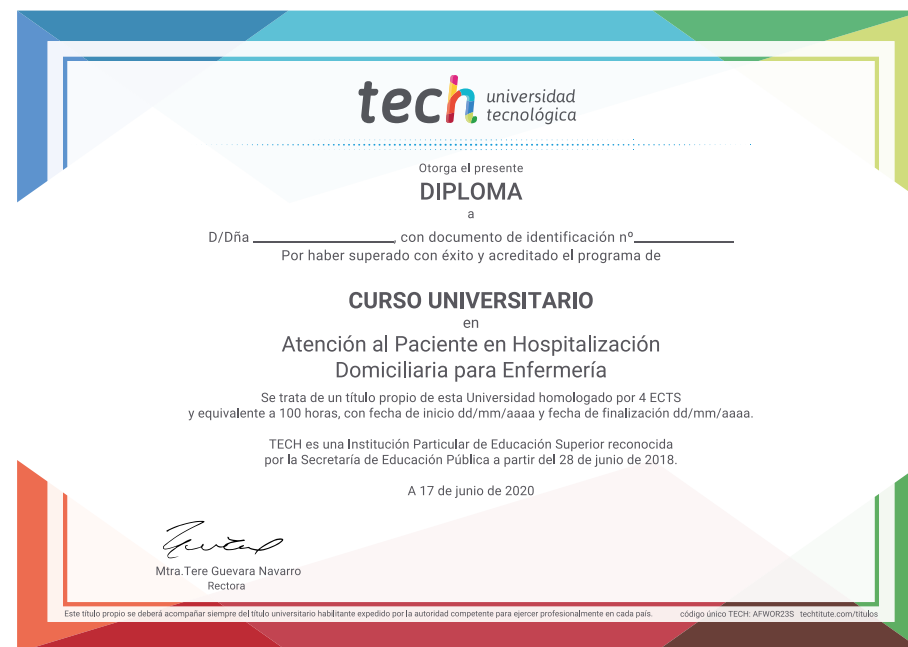 tech universidad
tecnológica
Otorga el presente
DIPLOMA
a
D/Dña ____________________, con documento de identificación nº______________
Por haber superado con éxito y acreditado el programa de
CURSO UNIVERSITARIO
en
Atención al Paciente en Hospitalización
Domiciliaria para Enfermería
Se trata de un título propio de esta Universidad homologado por 4 ECTS
y equivalente a 100 horas, con fecha de inicio dd/mm/aaaa y fecha de finalización dd/mm/aaaa.
TECH es una Institución Particular de Educación Superior reconocida
por la Secretaría de Educación Pública a partir del 28 de junio de 2018.
A 17 de junio de 2020
Mtra.Tere Guevara Navarro
Rectora
Este título propio se deberá acompañar siempre del título universitario habilitante expedido por la autoridad competente para ejercer profesionalmente en cada país. código único TECH: AFWOR23S techtitute.com/titulos